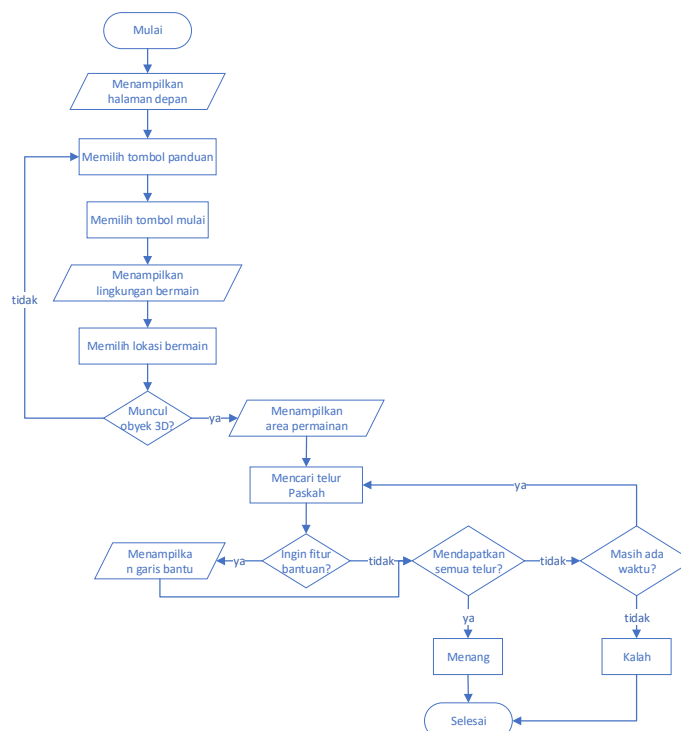 Mulai
Menampilkan
halaman depan
Memilih tombol panduan
Memilih tombol mulai
Menampilkan
lingkungan bermain
tidak
Memilih lokasi bermain
Muncul
obyek 3D?
ya
Menampilkan
area permainan
Mencari telur
Paskah
ya
Menampilka
n garis bantu
ya
Ingin fitur
bantuan?
tidak
Mendapatkan
semua telur?
tidak
Masih ada
waktu?
ya
tidak
Menang
Kalah
Selesai